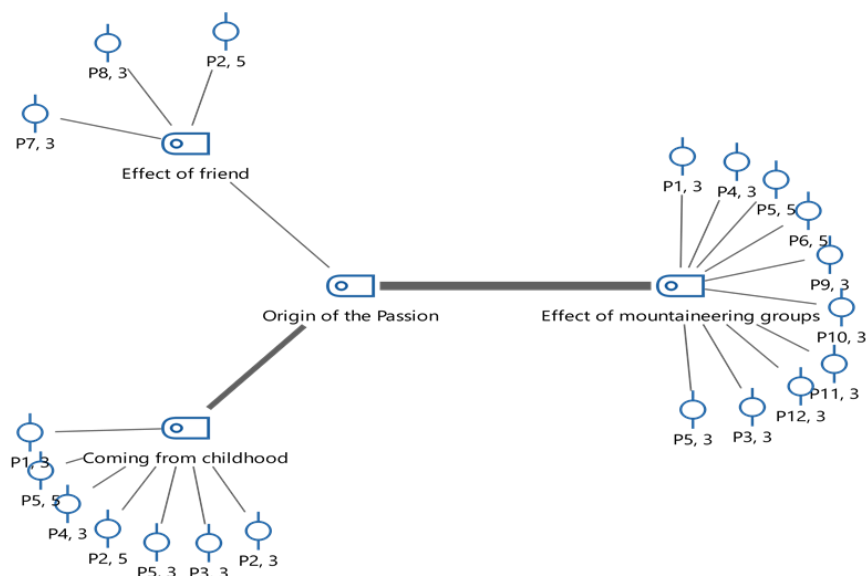 P2, 5
P8, 3
P7, 3
Effect of friend
P1, 3
P4, 3
P5, 5
P6, 5
P9, 3
P10, 3
P11, 3
P12, 3
P3, 3
P5, 3
Effect of mountaineering groups
Origin of the Passion
Coming from childhood
P1, 3
P5, 5
P4, 3
P2, 5
P5, 3
P3, 3
P2, 3